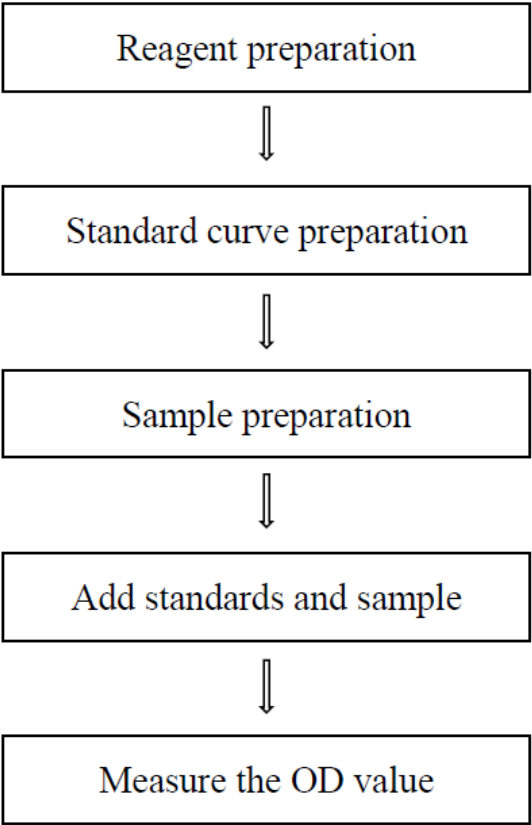 Reagent preparation
Standard curve preparation
Sample preparation
Add standards and sample
Measure the OD value